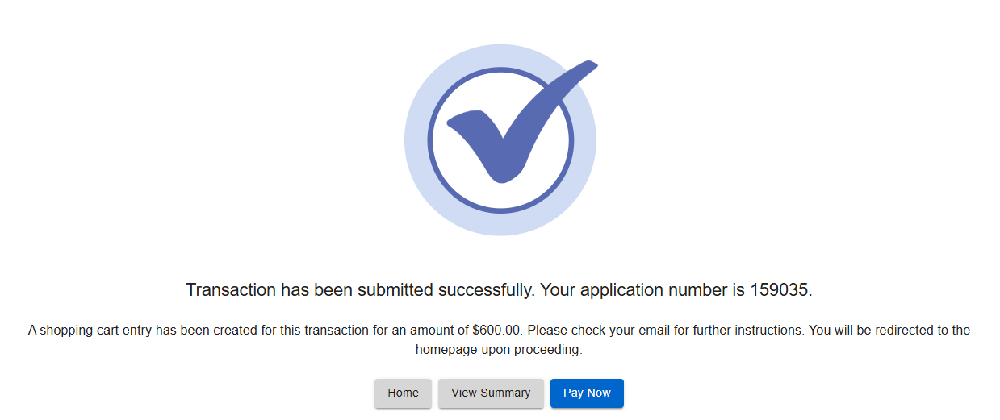 Transaction has been submitted successfully. Your application number is 159035.
A shopping cart entry has been created for this transaction for an amount of $600.00. Please check your email for further instructions. You will be redirected to the
homepage upon proceeding.
Home View Summary Pay Now